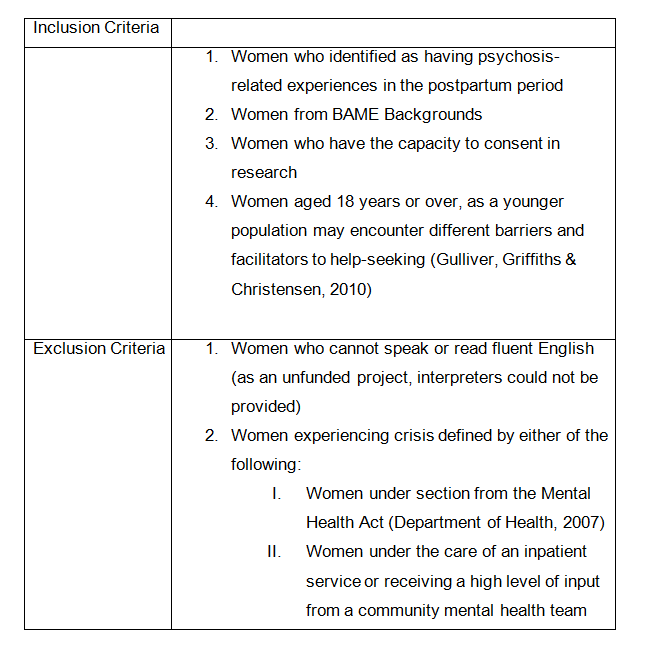 Inclusion Criteria
1. Women who identified as having psychosis-
related experiences in the postpartum period
2. Women from BAME Backgrounds
3. Women who have the capacity to consent in
research
4. Women aged 18 years or over, as a younger
population may encounter different barriers and
facilitators to help-seeking (Gulliver, Griffiths &
Christensen, 2010)
Exclusion Criteria
1. Women who cannot speak or read fluent English
(as an unfunded project, interpreters could not be
provided)
2. Women experiencing crisis defined by either of the
following:
I. Women under section from the Mental
Health Act (Department of Health, 2007)
II. Women under the care of an inpatient
service or receiving a high level of input
from a community mental health team